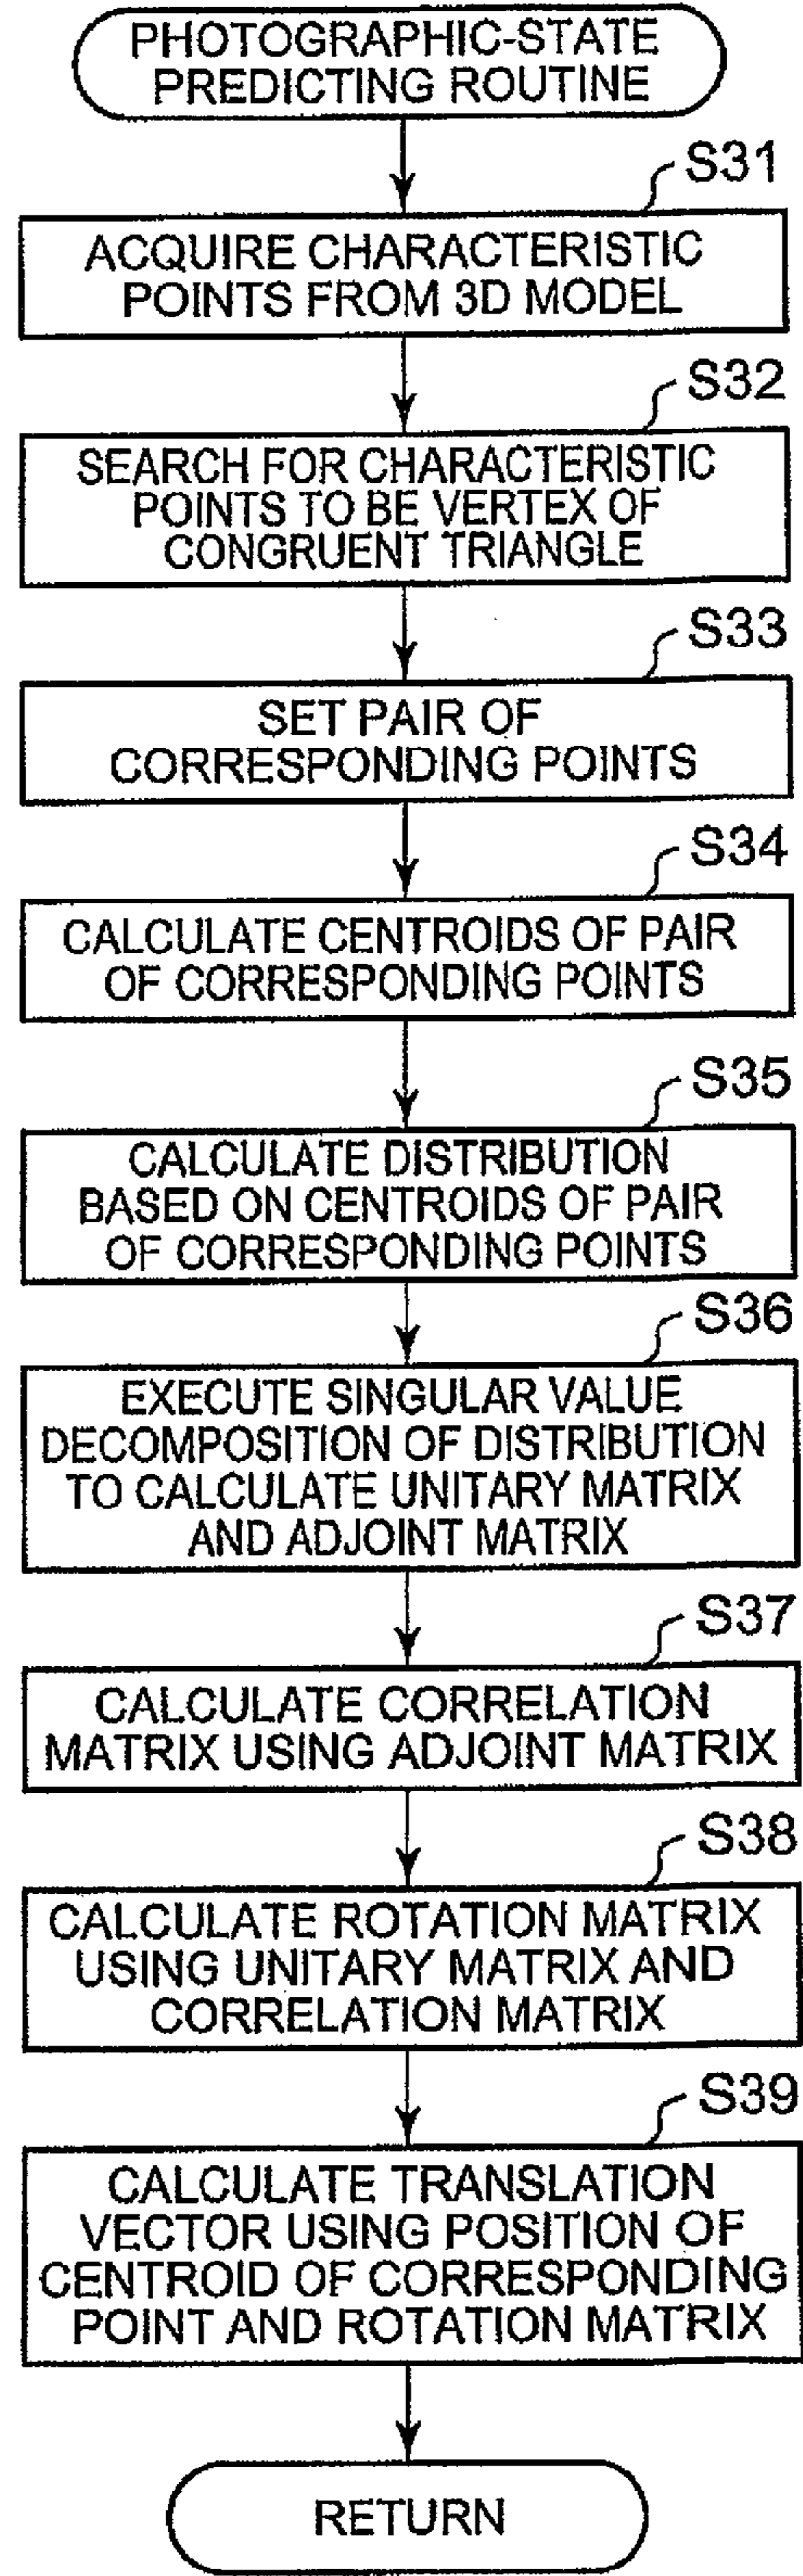 PHOTOGRAPHIC-STATE
PREDICTING ROUTINE
S31
ACQUIRE CHARACTERISTIC
POINTS FROM 3D MODEL
S32
SEARCH FOR CHARACTERISTIC
POINTS TO BE VERTEX OF
CONGRUENT TRIANGLE
S33
SET PAIR OF
CORRESPONDING POINTS
S34
CALCULATE CENTROIDS OF PAIR
OF CORRESPONDING POINTS
S35
CALCULATE DISTRIBUTION
BASED ON CENTROIDS OF PAIR
OF CORRESPONDING POINTS
S36
EXECUTE SINGULAR VALUE
DECOMPOSITION OF DISTRIBUTION
TO CALCULATE UNITARY MATRIX
AND ADJOINT MATRIX
S37
CALCULATE CORRELATION
MATRIX USING ADJOINT MATRIX
S38
CALCULATE ROTATION MATRIX
USING UNITARY MATRIX AND
CORRELATION MATRIX
S39
CALCULATE TRANSLATION
VECTOR USING POSITION OF
CENTROID OF CORRESPONDING
POINT AND ROTATION MATRIX
RETURN